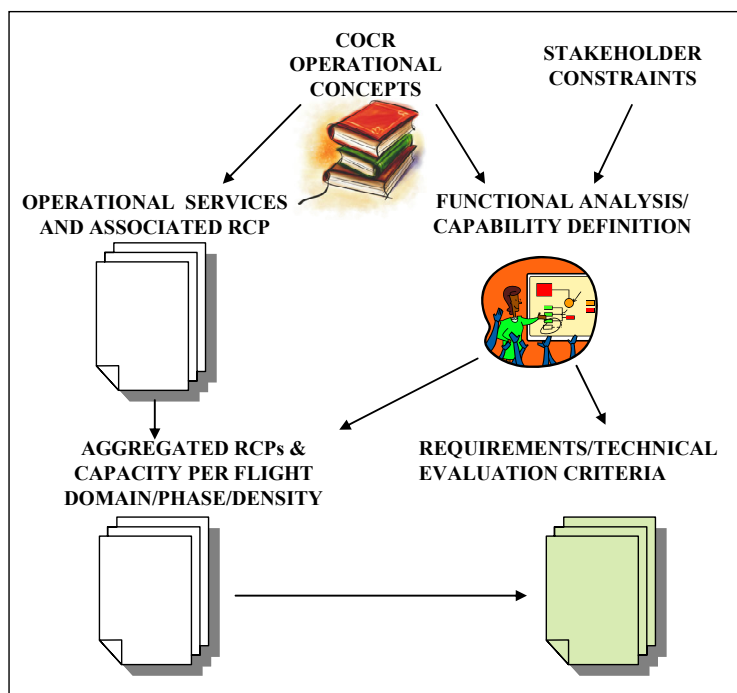 COCR
OPERATIONAL
CONCEPTS
STAKEHOLDER
CONSTRAINTS
OPERATIONAL SERVICES
AND ASSOCIATED RCP
FUNCTIONAL ANALYSIS/
CAPABILITY DEFINITION
AGGREGATED RCPs &
CAPACITY PER FLIGHT
DOMAIN/PHASE/DENSITY
REQUIREMENTS/TECHNICAL
EVALUATION CRITERIA